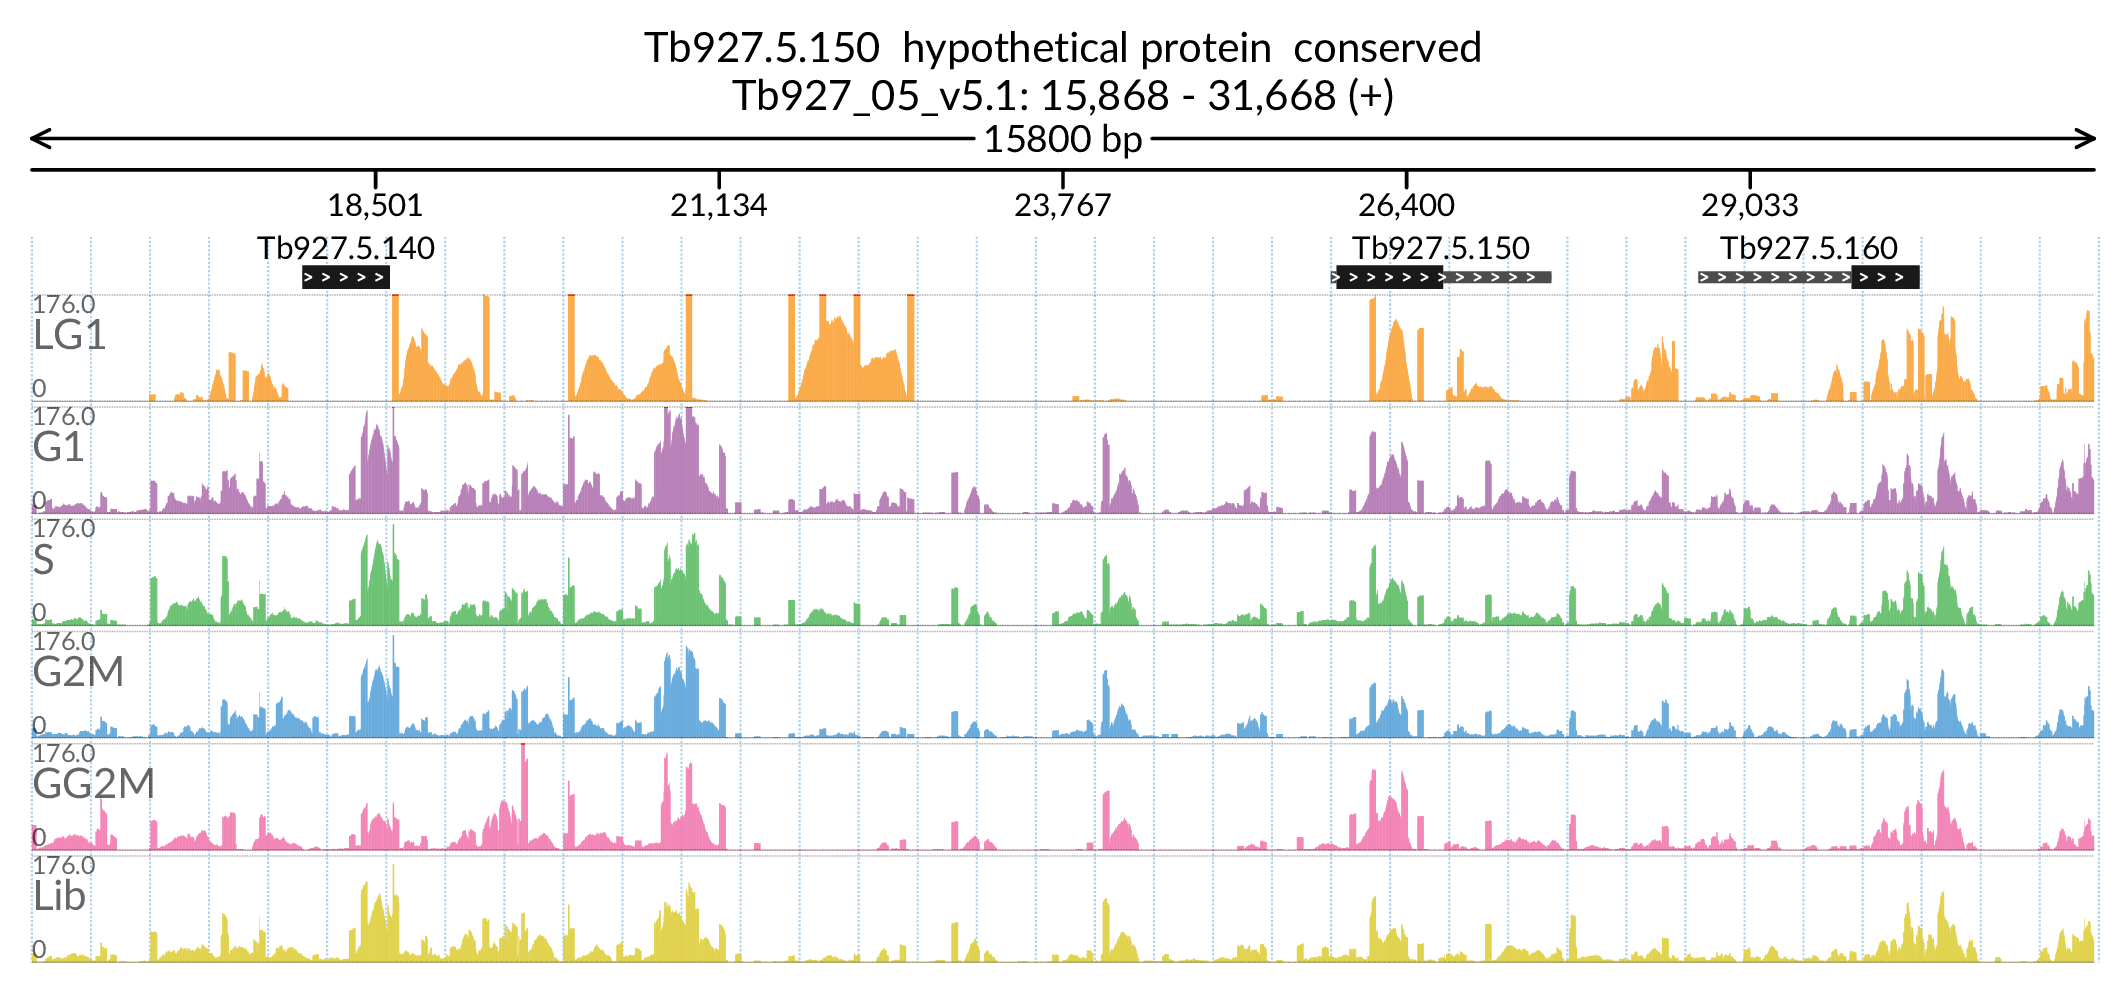 Tb927.5.150 hypothetical protein conserved
Tb927_05_v5.1: 15,868 - 31,668 (+)
15800 bp
18,501 21,134 23,767 26,400 29,033
Tb927.5.140 Tb927.5.150 Tb927.5.160
176.0
LG1
0
176.0
G1
0
176.0
S
0
176.0
G2M
0
176.0
GG2M
0
176.0
Lib
0